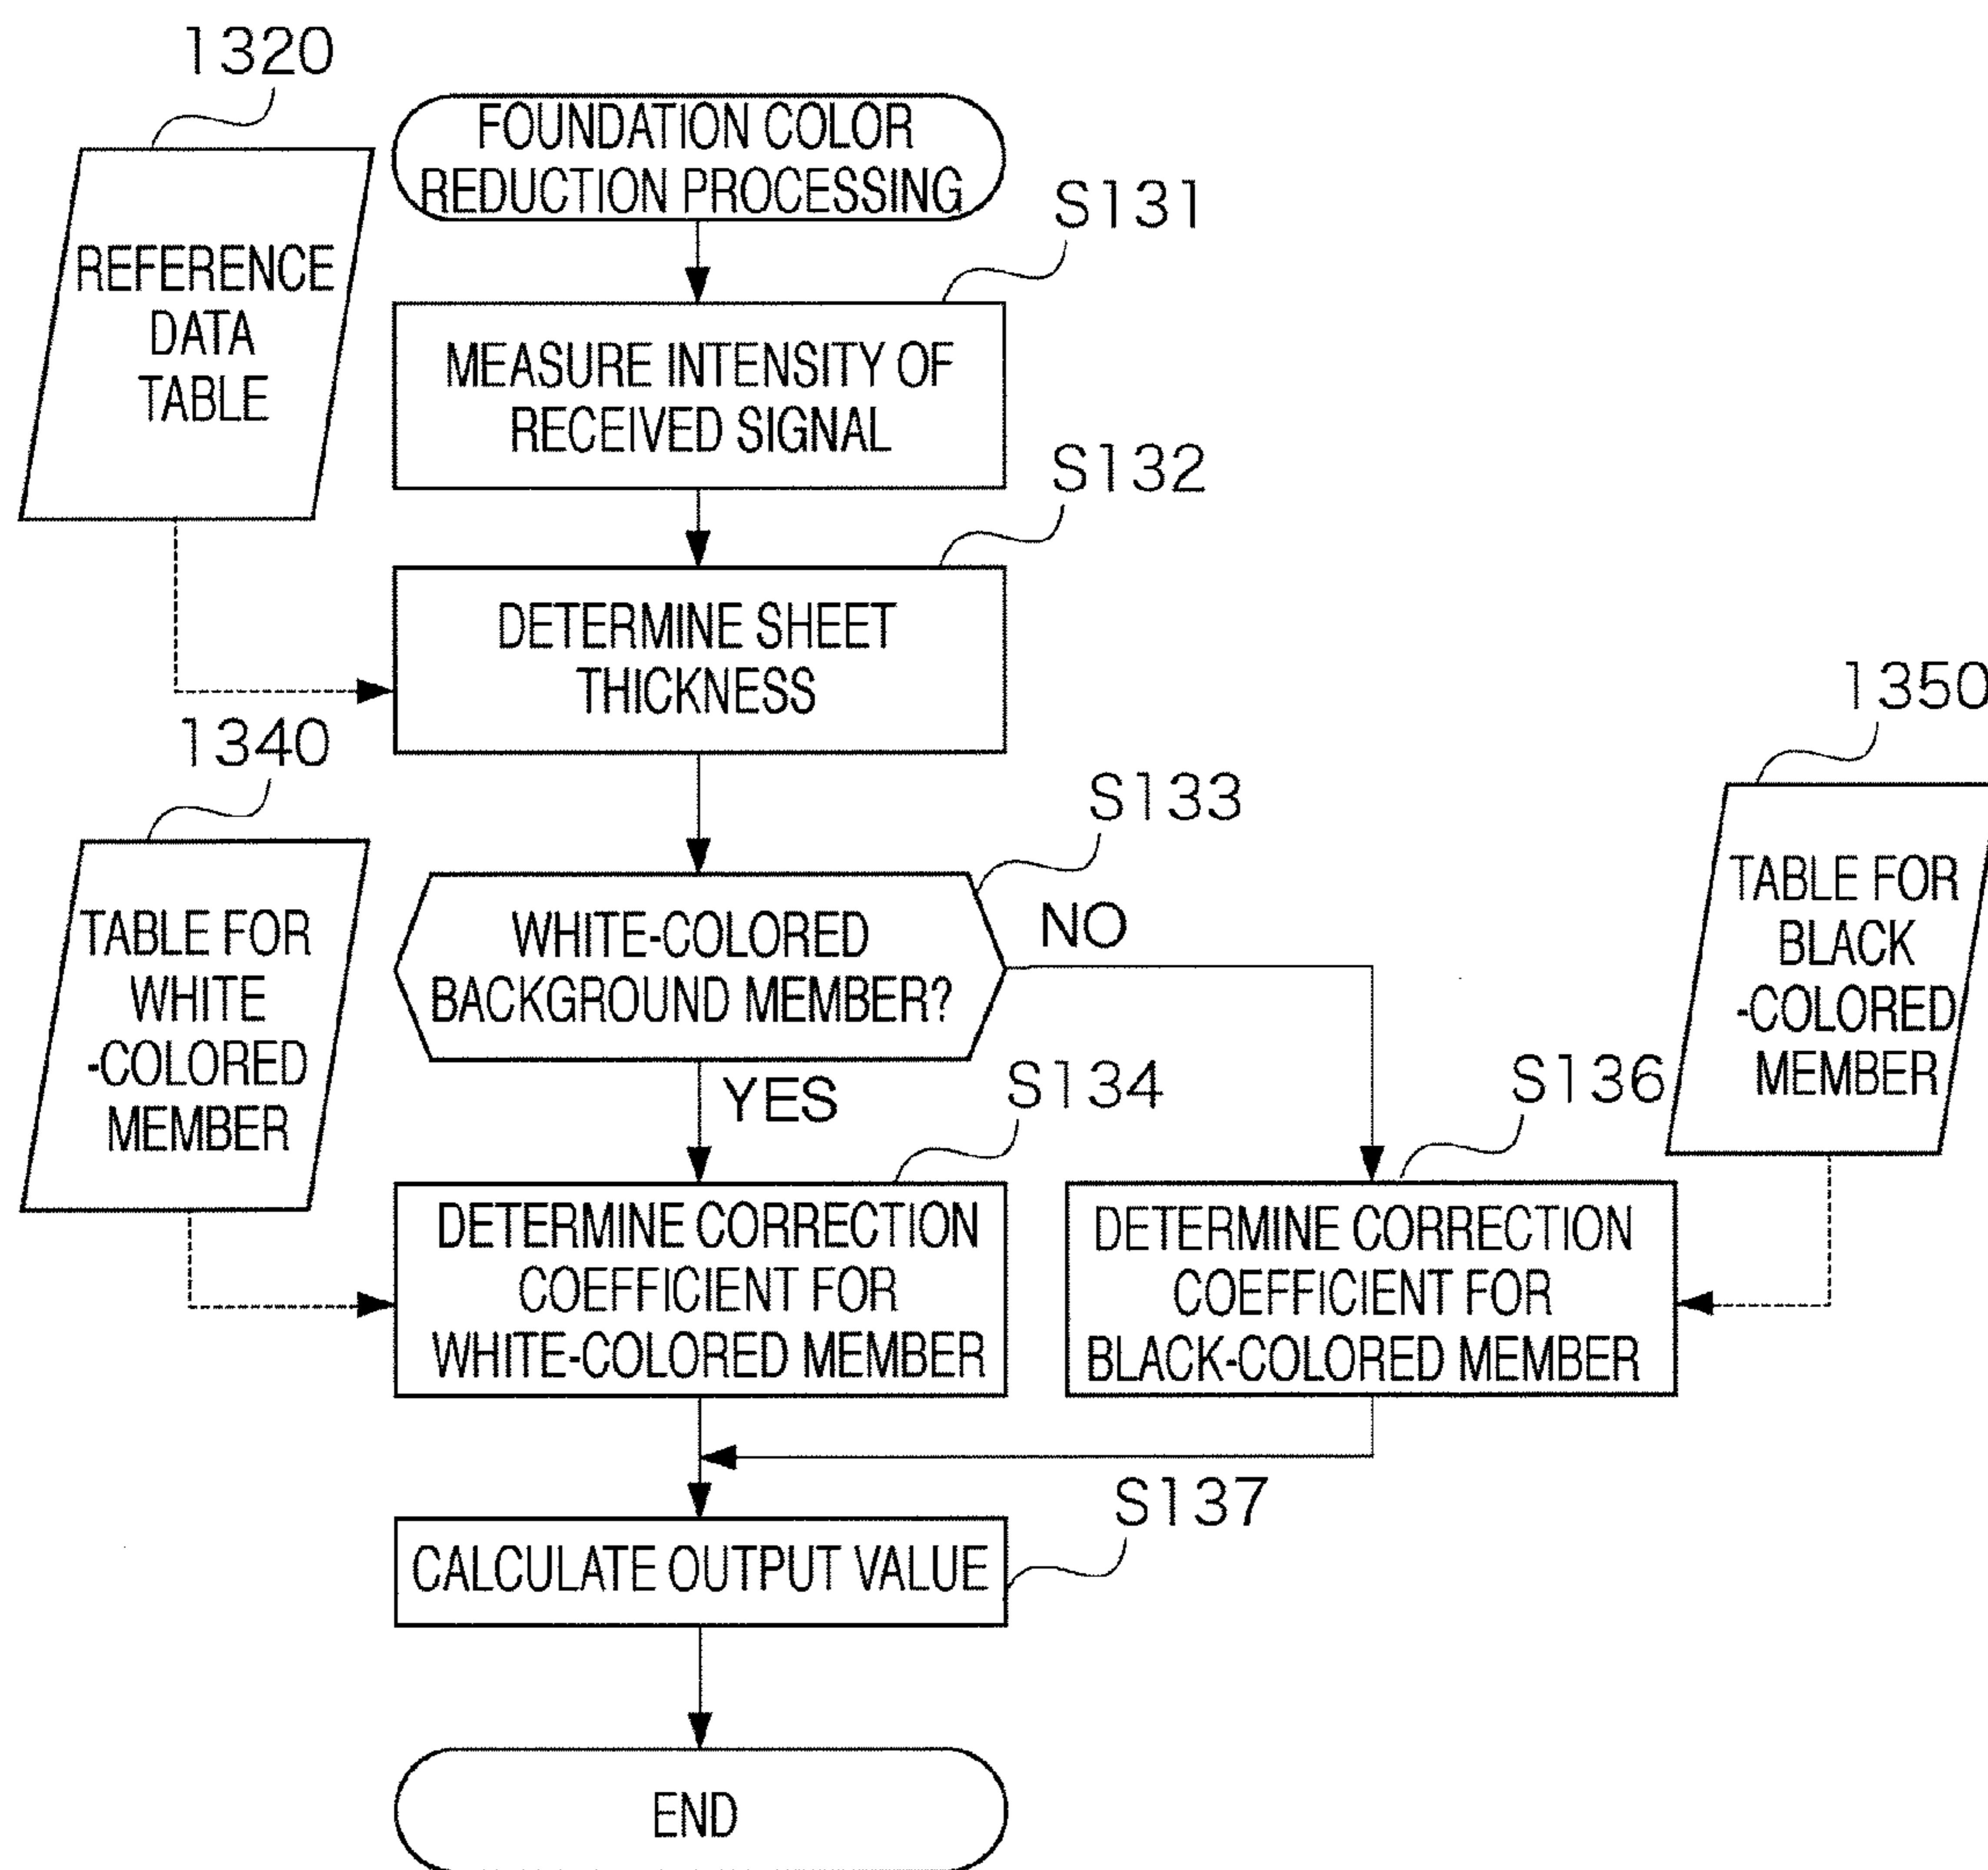 1320
FOUNDATION COLOR
REDUCTION PROCESSING
S131
REFERENCE
DATA
TABLE
MEASURE INTENSITY OF
RECEIVED SIGNAL
S132
DETERMINE SHEET
THICKNESS
1340
1350
S133
TABLE FOR
WHITE
-COLORED
MEMBER
WHITE-COLORED
BACKGROUND MEMBER?
NO
TABLE FOR
BLACK
-COLORED
MEMBER
YES
S134
S136
DETERMINE CORRECTION
COEFFICIENT FOR
WHITE-COLORED MEMBER
DETERMINE CORRECTION
COEFFICIENT FOR
BLACK-COLORED MEMBER
S137
CALCULATE OUTPUT VALUE
END